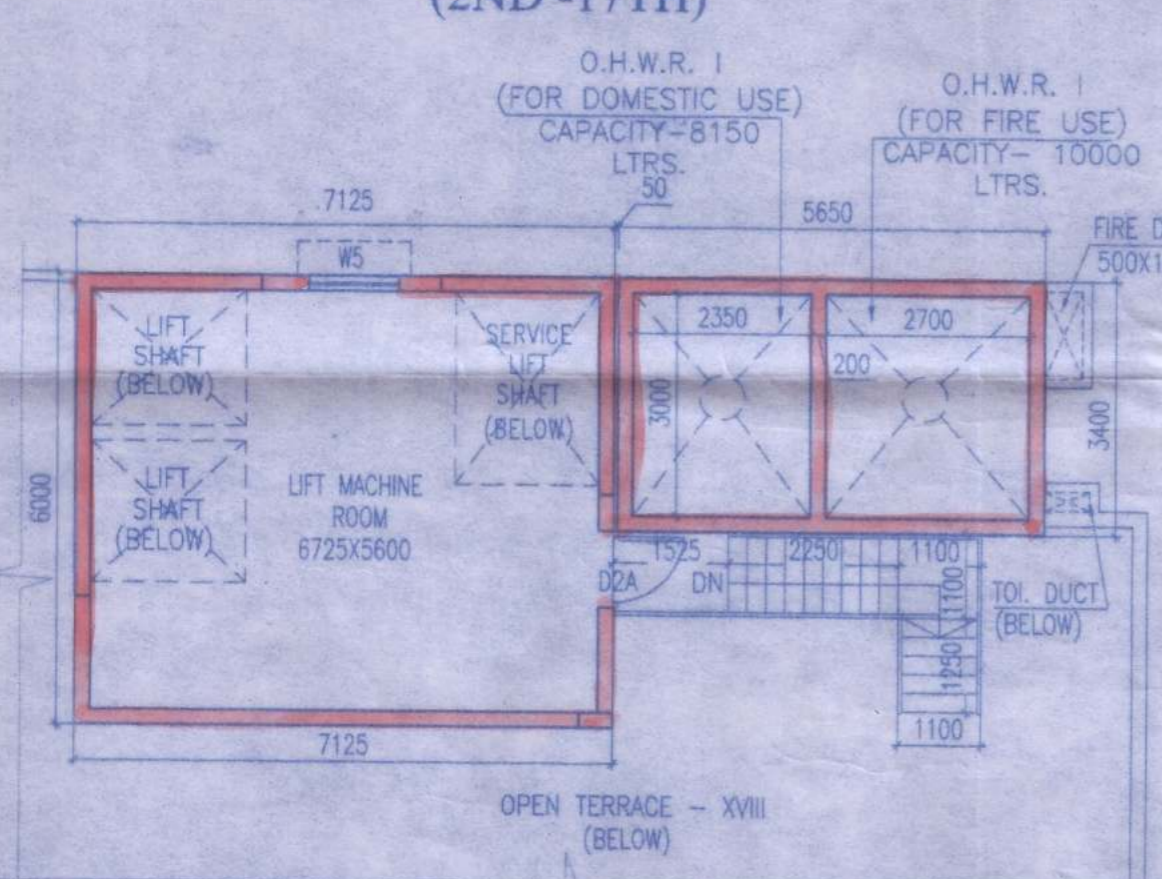 O.H.W.R. I
(FOR DOMESTIC USE)
CAPACITY-8150
LTRS.
O.H.W.R. I
(FOR FIRE USE)
CAPACITY- 10000
LTRS.
7125
50
5650
FIRE
500X1
W5
LIFT
SHAFT
(BELOW)
SERVICE
LIFT
SHAFT
(BELOW)
2350
2700
200
3000
3400
6000
LIFT
SHAFT
(BELOW)
LIFT MACHINE
ROOM
6725X5600
1525
2250
1100
D2A
DN
1100
TOI. DUCT
(BELOW)
1250
1100
7125
OPEN TERRACE - XVIII
(BELOW)